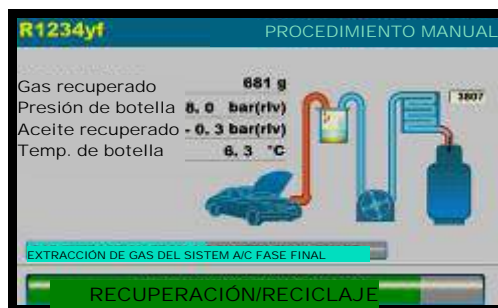 R1234yf PROCEDIMIENTO MANUAL
Gas recuperado 681 g
Presión de botella 8.0 bar(rlv)
Aceite recuperado -0.3 bar(rlv)
Temp. de botella 6.3 °C
3807
EXTRACCIÓN DE GAS DEL SISTEM A/C FASE FINAL
RECUPERACIÓN/RECICLAJE